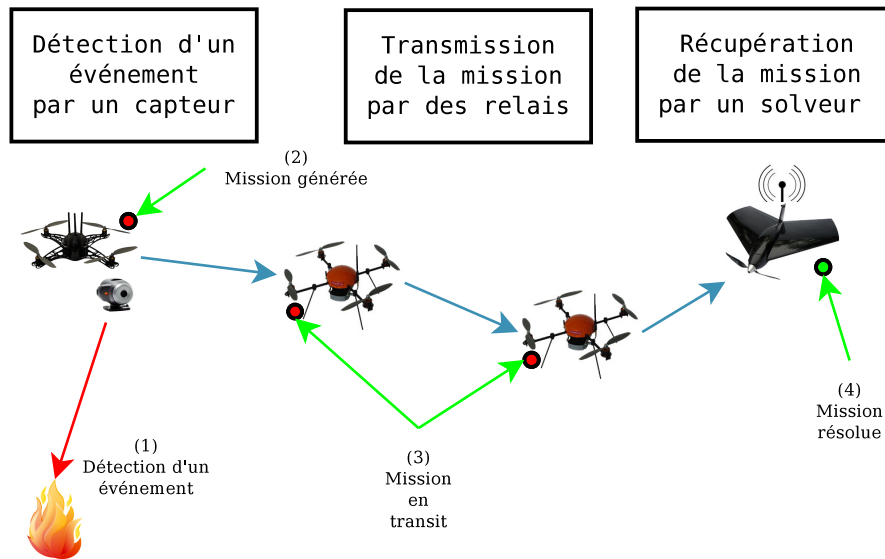 Détection d'un
événement
par un capteur
Transmission
de la mission
par des relais
Récupération
de la mission
par un solveur
(2)
Mission générée
(1)
Détection d'un
événement
(3)
Mission
en
transit
(4)
Mission
résolue